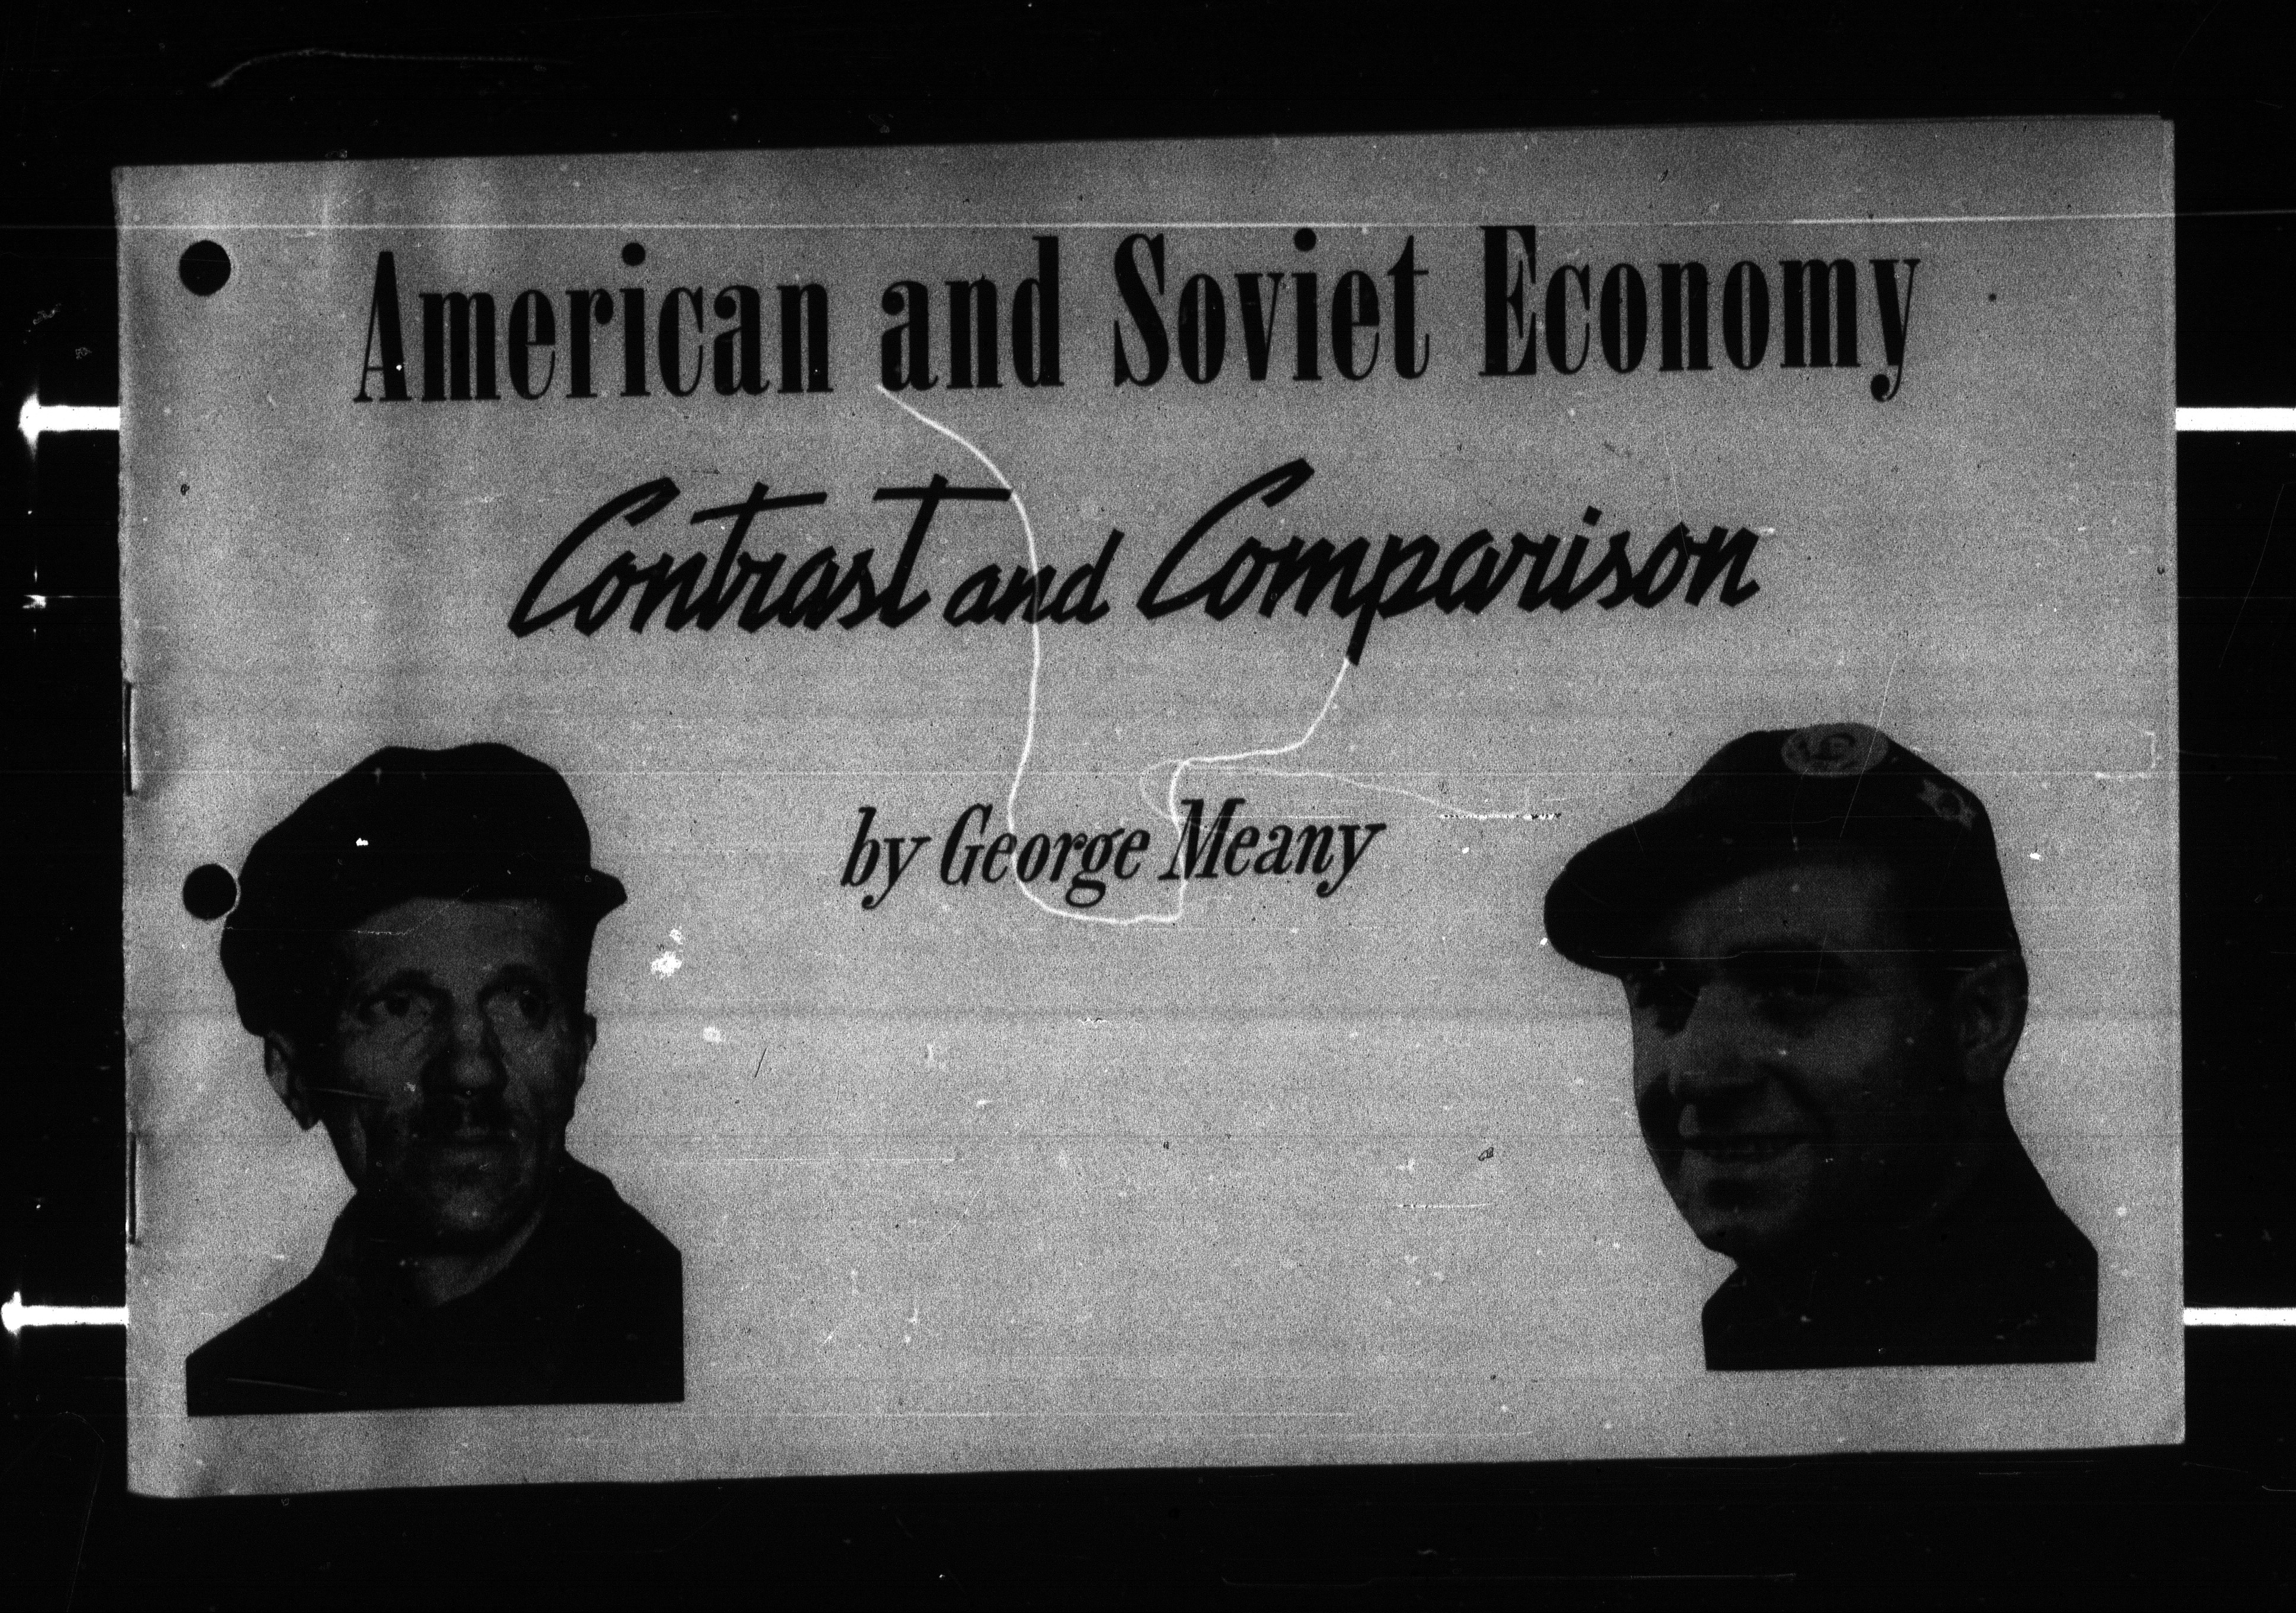 American and Soviet Economy
Contrast and Comparison
by George Meany